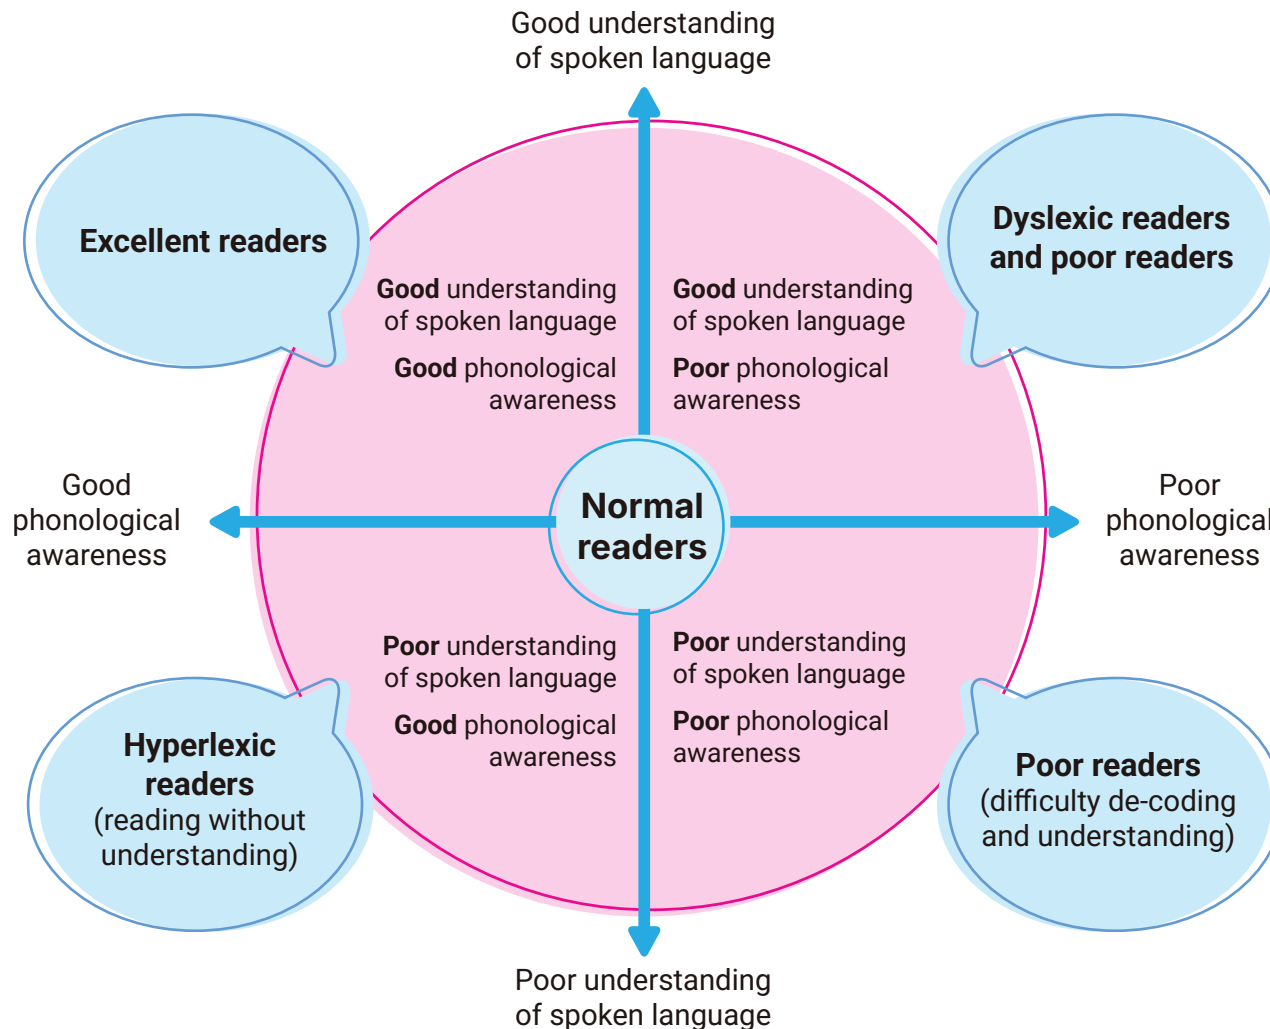 Good understanding
of spoken language
Excellent readers
Dyslexic readers
and poor readers
Good understanding
of spoken language
Good phonological
awareness
Good understanding
of spoken language
Poor phonological
awareness
Good
phonological
awareness
Normal
readers
Poor
phonological
awareness
Poor understanding
of spoken language
Good phonological
awareness
Poor understanding
of spoken language
Poor phonological
awareness
Hyperlexic
readers
(reading without
understanding)
Poor readers
(difficulty de-coding
and understanding)
Poor understanding
of spoken language